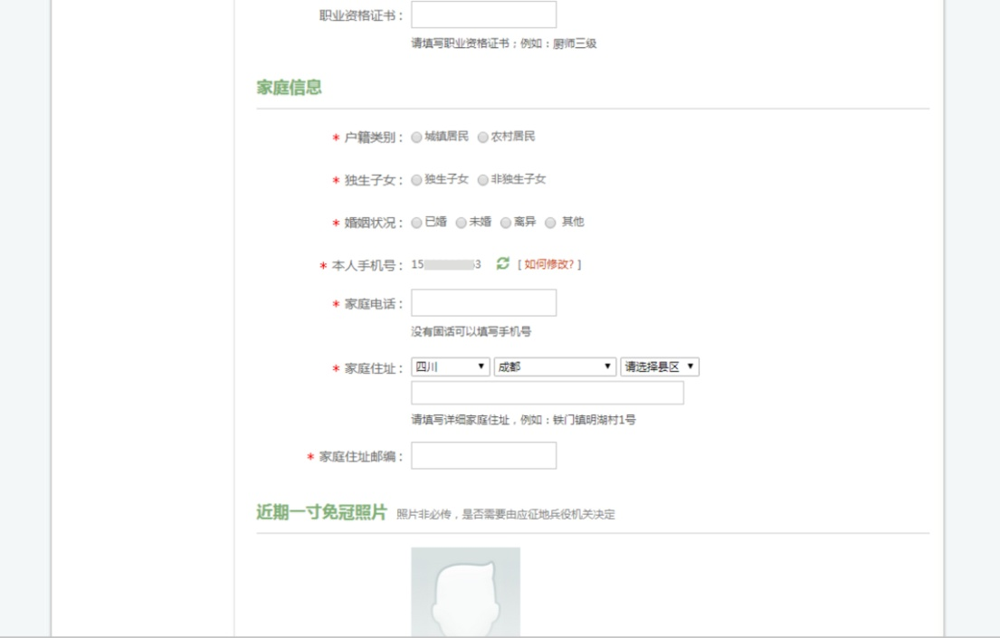 职业资格证书：
请填写职业资格证书；例如：厨师三级
家庭信息
* 户籍类别： 城镇居民 农村居民
* 独生子女： 独生子女 非独生子女
* 婚姻状况： 已婚 未婚 离异 其他
* 本人手机号： 15 3 [ 如何修改? ]
* 家庭电话：
没有固话可以填写手机号
* 家庭住址： 四川 成都 请选择县区
请填写详细家庭住址，例如：铁门镇明湖村1号
* 家庭住址邮编：
近期一寸免冠照片 照片非必传，是否需要由应征地兵役机关决定